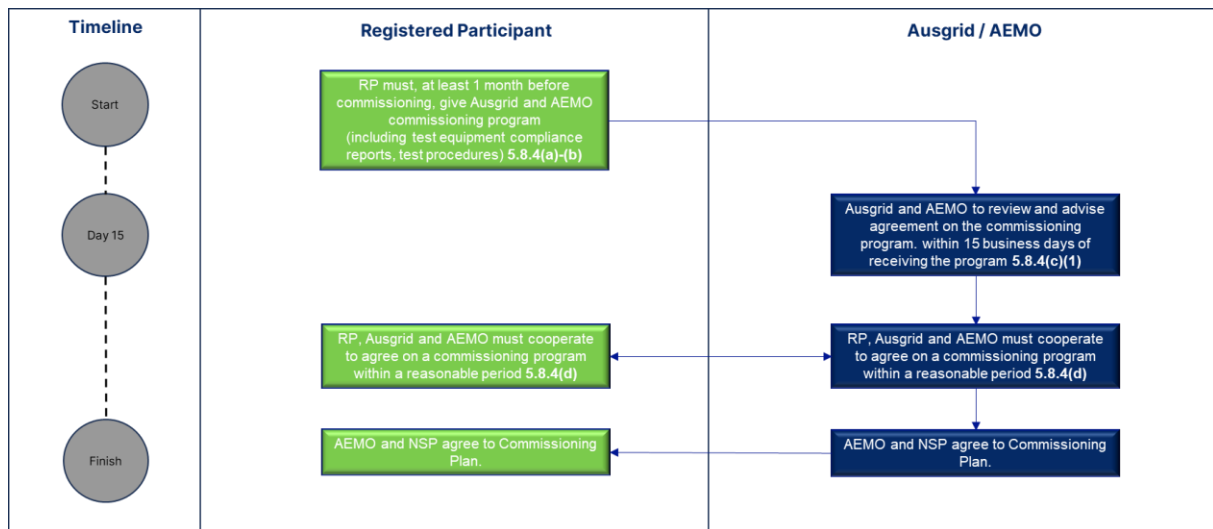 Timeline
Registered Participant
Ausgrid / AEMO
Start
RP must, at least 1 month before
commissioning, give Ausgrid and AEMO
commissioning program
(including test equipment compliance
reports, test procedures) 5.8.4(a)-(b)
Day 15
Ausgrid and AEMO to review and advise
agreement on the commissioning
program. within 15 business days of
receiving the program 5.8.4(c)(1)
RP, Ausgrid and AEMO must cooperate
to agree on a commissioning program
within a reasonable period 5.8.4(d)
RP, Ausgrid and AEMO must cooperate
to agree on a commissioning program
within a reasonable period 5.8.4(d)
Finish
AEMO and NSP agree to Commissioning
Plan.
AEMO and NSP agree to Commissioning
Plan.